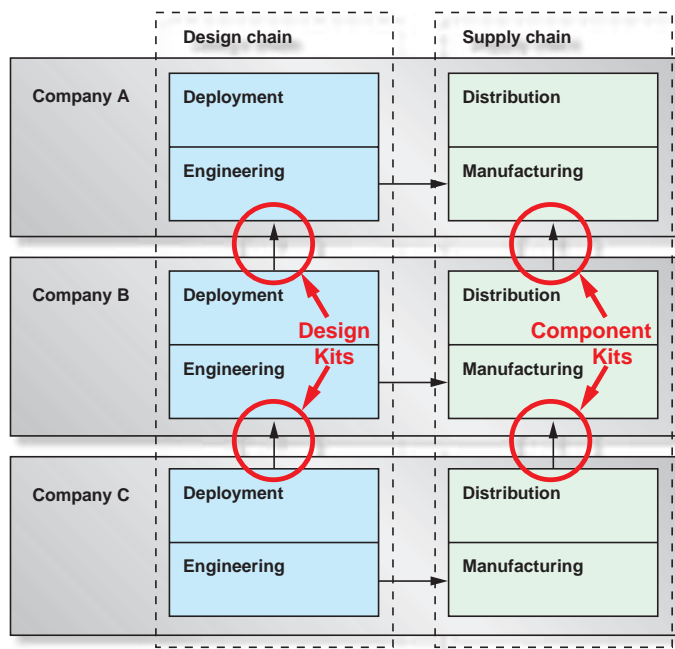 Design chain
Supply chain
Company A
Deployment
Distribution
Engineering
Manufacturing
Company B
Deployment
Distribution
Design
Kits
Component
Kits
Engineering
Manufacturing
Company C
Deployment
Distribution
Engineering
Manufacturing